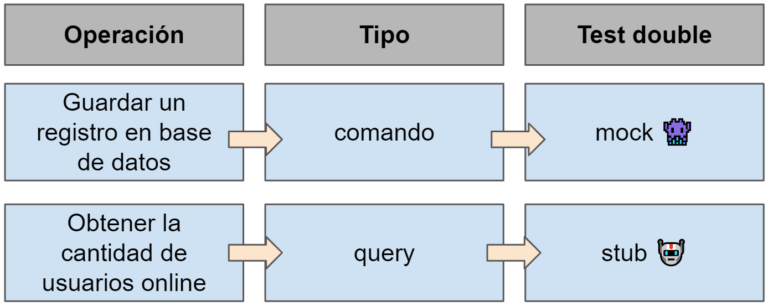 Operación
Tipo
Test double
Guardar un
registro en base
de datos
comando
mock
Obtener la
cantidad de
usuarios online
query
stub